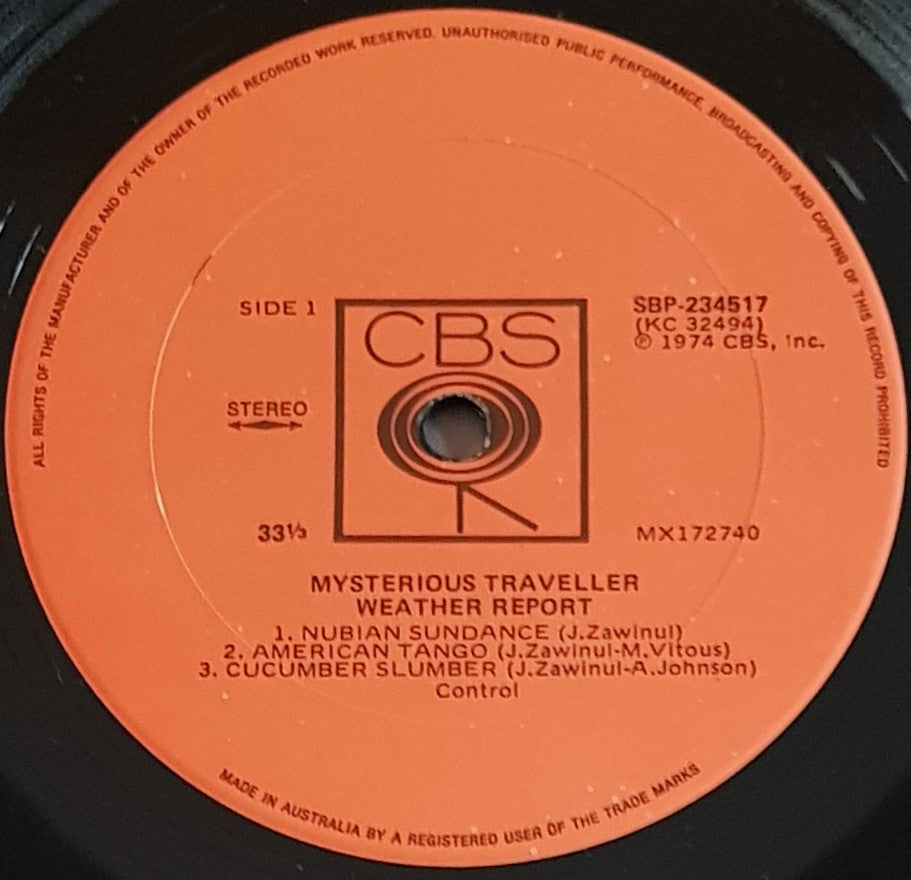 ALL RIGHTS OF THE MANUFACTURER AND OF THE OWNER OF THE RECORDED WORK RESERVED. UNAUTHORISED PUBLIC PERFORMANCE, BROADCASTING AND COPYING OF THIS RECORD PROHIBITED
SIDE 1
CBS
SBP-234517
(KC 32494)
℗ 1974 CBS, Inc.
STEREO
33⅓
MX172740
MYSTERIOUS TRAVELLER
WEATHER REPORT
1. NUBIAN SUNDANCE (J.Zawinul)
2. AMERICAN TANGO (J.Zawinul-M.Vitous)
3. CUCUMBER SLUMBER (J.Zawinul-A.Johnson)
Control
MADE IN AUSTRALIA BY A REGISTERED USER OF THE TRADE MARKS